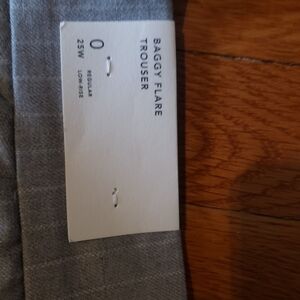 BAGGY FLARE
TROUSER
0
25W
REGULAR
LOW-RISE